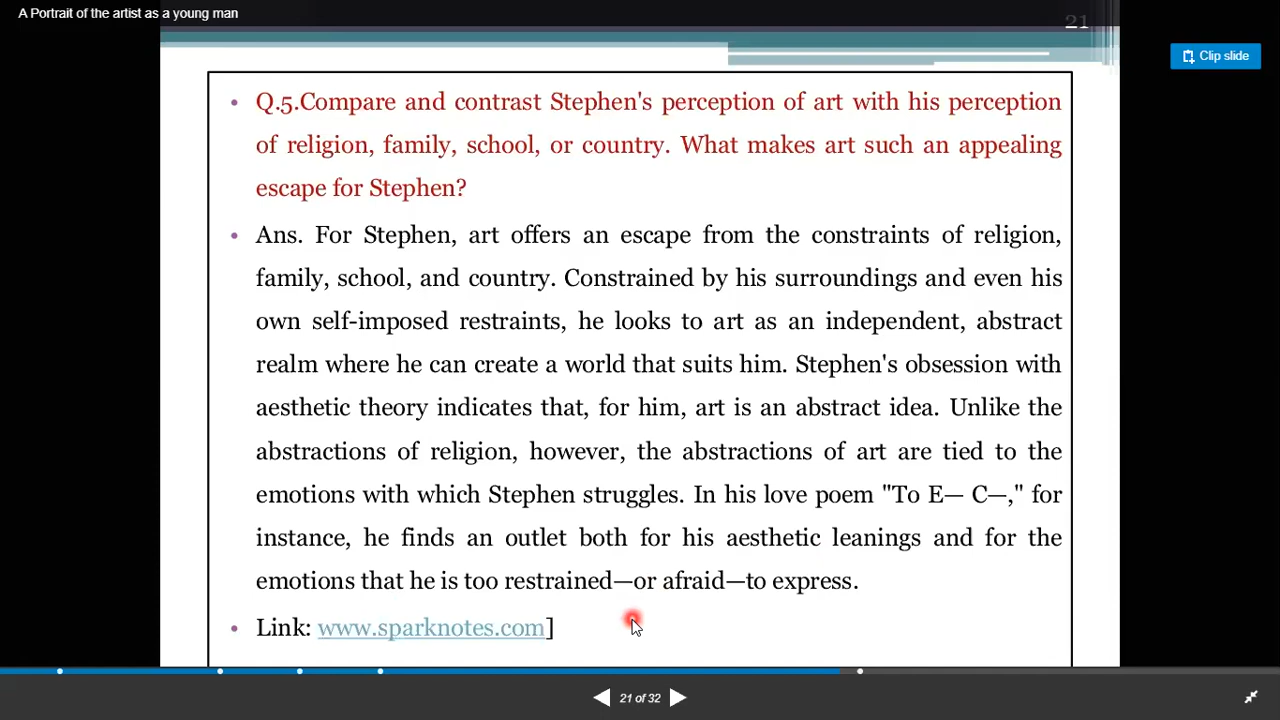 A Portrait of the artist as a young man
21
Clip slide
• Q.5.Compare and contrast Stephen's perception of art with his perception
of religion, family, school, or country. What makes art such an appealing
escape for Stephen?
• Ans. For Stephen, art offers an escape from the constraints of religion,
family, school, and country. Constrained by his surroundings and even his
own self-imposed restraints, he looks to art as an independent, abstract
realm where he can create a world that suits him. Stephen's obsession with
aesthetic theory indicates that, for him, art is an abstract idea. Unlike the
abstractions of religion, however, the abstractions of art are tied to the
emotions with which Stephen struggles. In his love poem "To E— C—," for
instance, he finds an outlet both for his aesthetic leanings and for the
emotions that he is too restrained—or afraid—to express.
• Link: www.sparknotes.com]
21 of 32